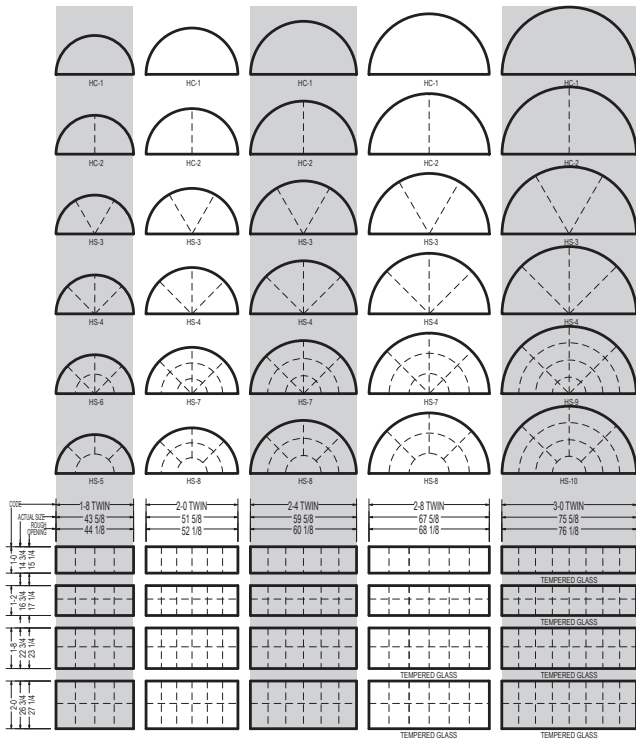 HC-1 HC-1 HC-1 HC-1 HC-1
HC-2 HC-2 HC-2 HC-2 HC-2
HS-3 HS-3 HS-3 HS-3 HS-3
HS-4 HS-4 HS-4 HS-4 HS-4
HS-6 HS-7 HS-7 HS-7 HS-9
HS-5 HS-8 HS-8 HS-8 HS-10
CODE 1-8 TWIN 2-0 TWIN 2-4 TWIN 2-8 TWIN 3-0 TWIN
ACTUAL SIZE 43 5/8 51 5/8 59 5/8 67 5/8 75 5/8
ROUGH
OPENING 44 1/8 52 1/8 60 1/8 68 1/8 76 1/8
1-0 14 3/4 15 1/4
TEMPERED GLASS
1-2 16 3/4 17 1/4
TEMPERED GLASS
1-8 22 3/4 23 1/4
TEMPERED GLASS TEMPERED GLASS
2-0 26 3/4 27 1/4
TEMPERED GLASS TEMPERED GLASS